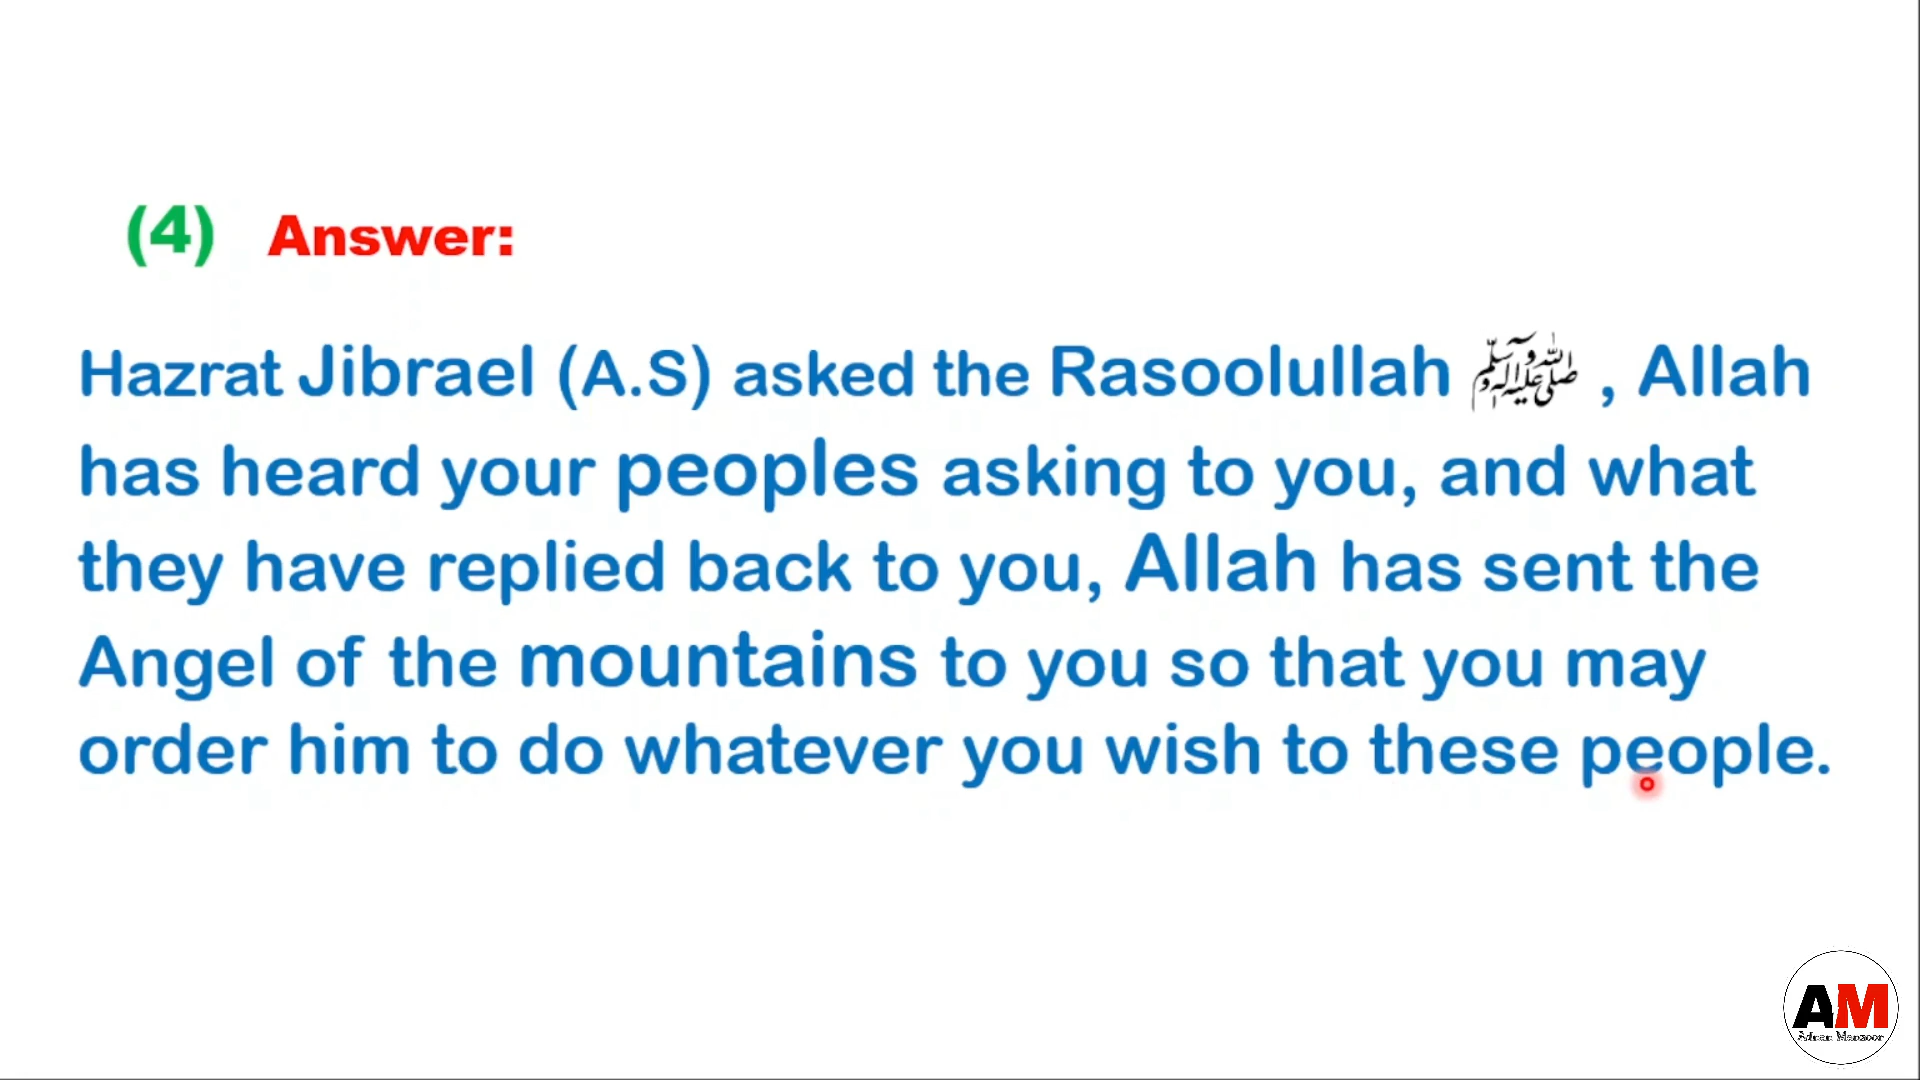 (4) Answer:
Hazrat Jibrael (A.S) asked the Rasoolullah ﷺ , Allah
has heard your peoples asking to you, and what
they have replied back to you, Allah has sent the
Angel of the mountains to you so that you may
order him to do whatever you wish to these people.
AM
Adnan Manzoor